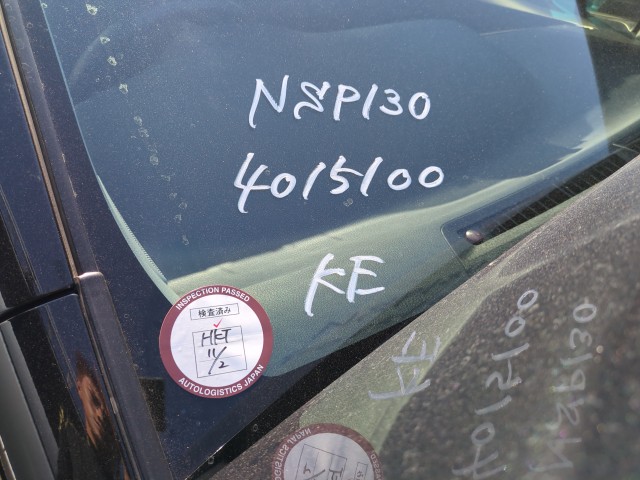 NSP130
4015100
KE
INSPECTION PASSED
検査済み
HET
11/2
AUTOLOGISTICS JAPAN